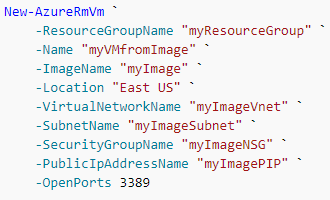 New-AzureRmVm `
-ResourceGroupName "myResourceGroup" `
-Name "myVMfromImage" `
-ImageName "myImage" `
-Location "East US" `
-VirtualNetworkName "myImageVnet" `
-SubnetName "myImageSubnet" `
-SecurityGroupName "myImageNSG" `
-PublicIpAddressName "myImagePIP" `
-OpenPorts 3389